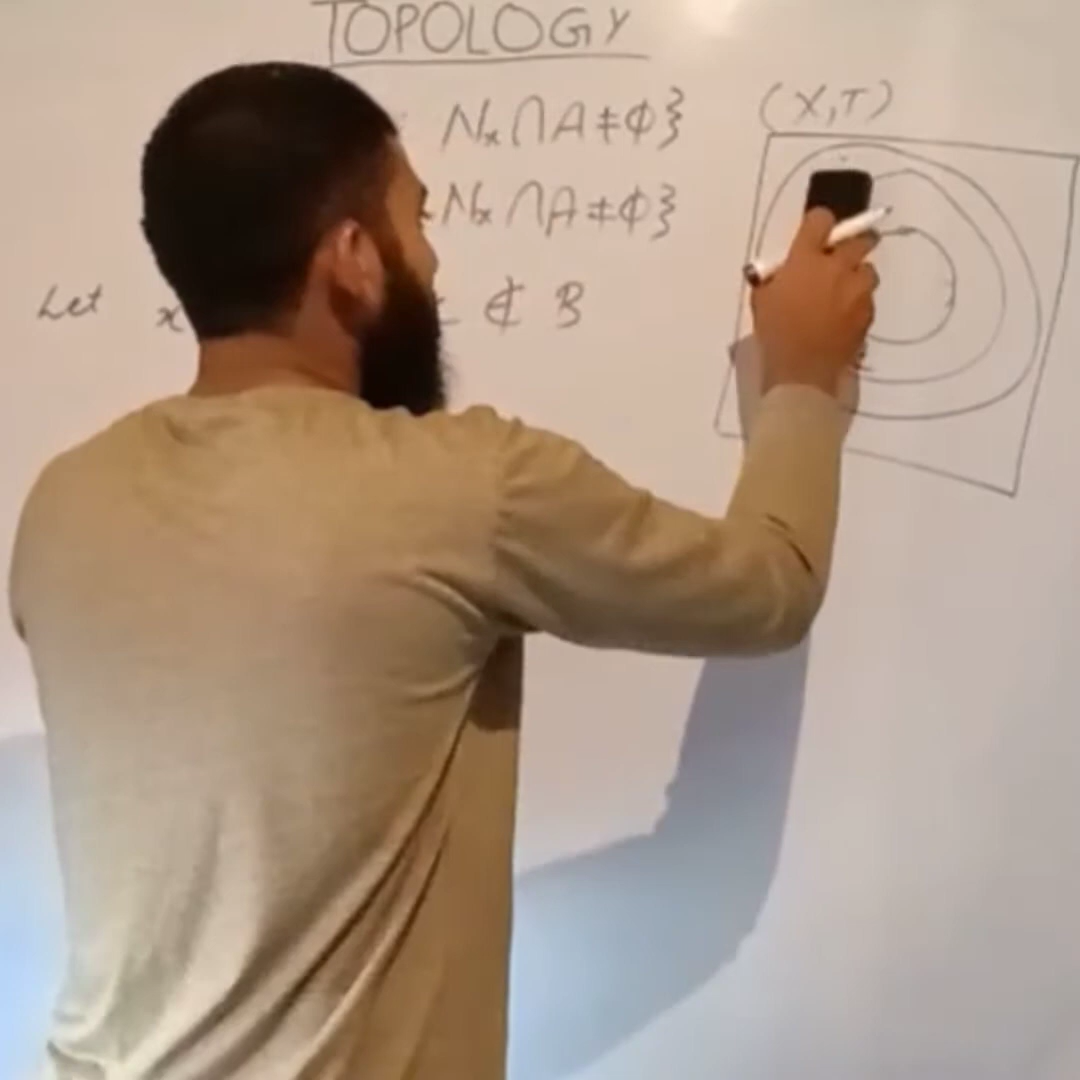 TOPOLOGY
(X,T)
Nₓ∩A≠Φ}
Nₓ∩A≠Φ}
Let x ∉ B